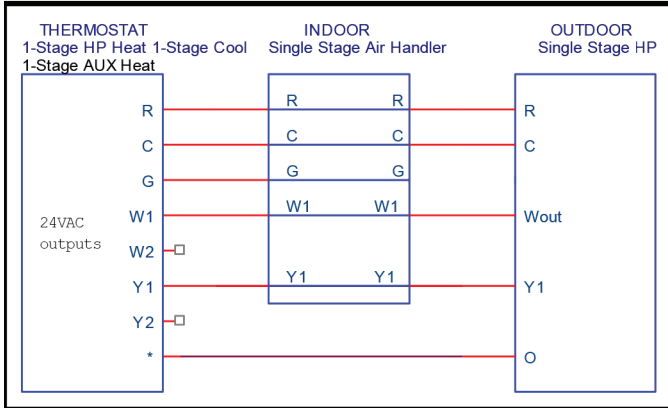 THERMOSTAT
1-Stage HP Heat 1-Stage Cool
1-Stage AUX Heat
INDOOR
Single Stage Air Handler
OUTDOOR
Single Stage HP
24VAC
outputs
R
C
G
W1
W2
Y1
Y2
*
R R
C C
G G
W1 W1
Y1 Y1
R
C
Wout
Y1
O